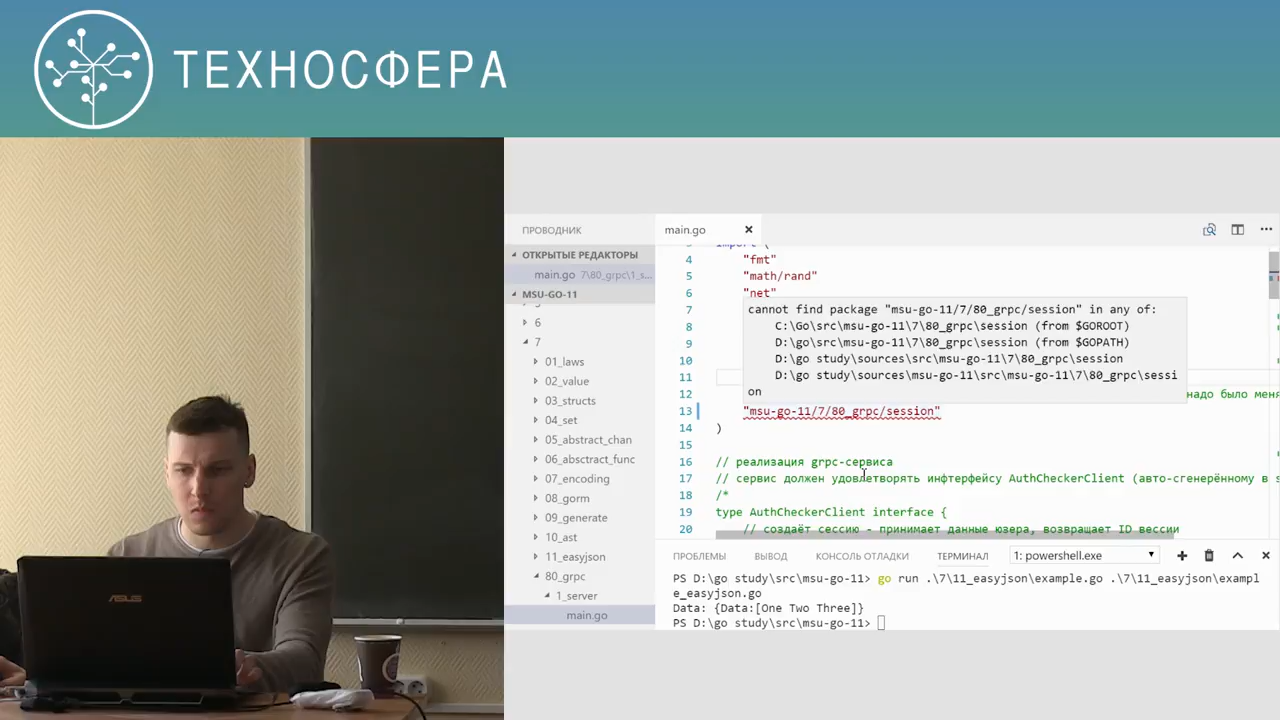 ТЕХНОСФЕРА
ПРОВОДНИК
ОТКРЫТЫЕ РЕДАКТОРЫ
main.go 7\80_grpc\1_s...
MSU-GO-11
6
7
01_laws
02_value
03_structs
04_set
05_abstract_chan
06_absctract_func
07_encoding
08_gorm
09_generate
10_ast
11_easyjson
80_grpc
1_server
main.go
main.go
import (
4 "fmt"
5 "math/rand"
6 "net"
7
8
9
10
11
12 надо было меня
cannot find package "msu-go-11/7/80_grpc/session" in any of:
C:\Go\src\msu-go-11\7\80_grpc\session (from $GOROOT)
D:\go\src\msu-go-11\7\80_grpc\session (from $GOPATH)
D:\go study\sources\src\msu-go-11\7\80_grpc\session
D:\go study\sources\msu-go-11\src\msu-go-11\7\80_grpc\sessi
on
13 "msu-go-11/7/80_grpc/session"
14 )
15
16 // реализация grpc-сервиса
17 // сервис должен удовлетворять инфтерфейсу AuthCheckerClient (авто-сгенерённому в s
18 /*
19 type AuthCheckerClient interface {
20 // создаёт сессию - принимает данные юзера, возвращает ID вессии
ПРОБЛЕМЫ ВЫВОД КОНСОЛЬ ОТЛАДКИ ТЕРМИНАЛ 1: powershell.exe
PS D:\go study\src\msu-go-11> go run .\7\11_easyjson\example.go .\7\11_easyjson\exampl
e_easyjson.go
Data: {Data:[One Two Three]}
PS D:\go study\src\msu-go-11>
ASUS